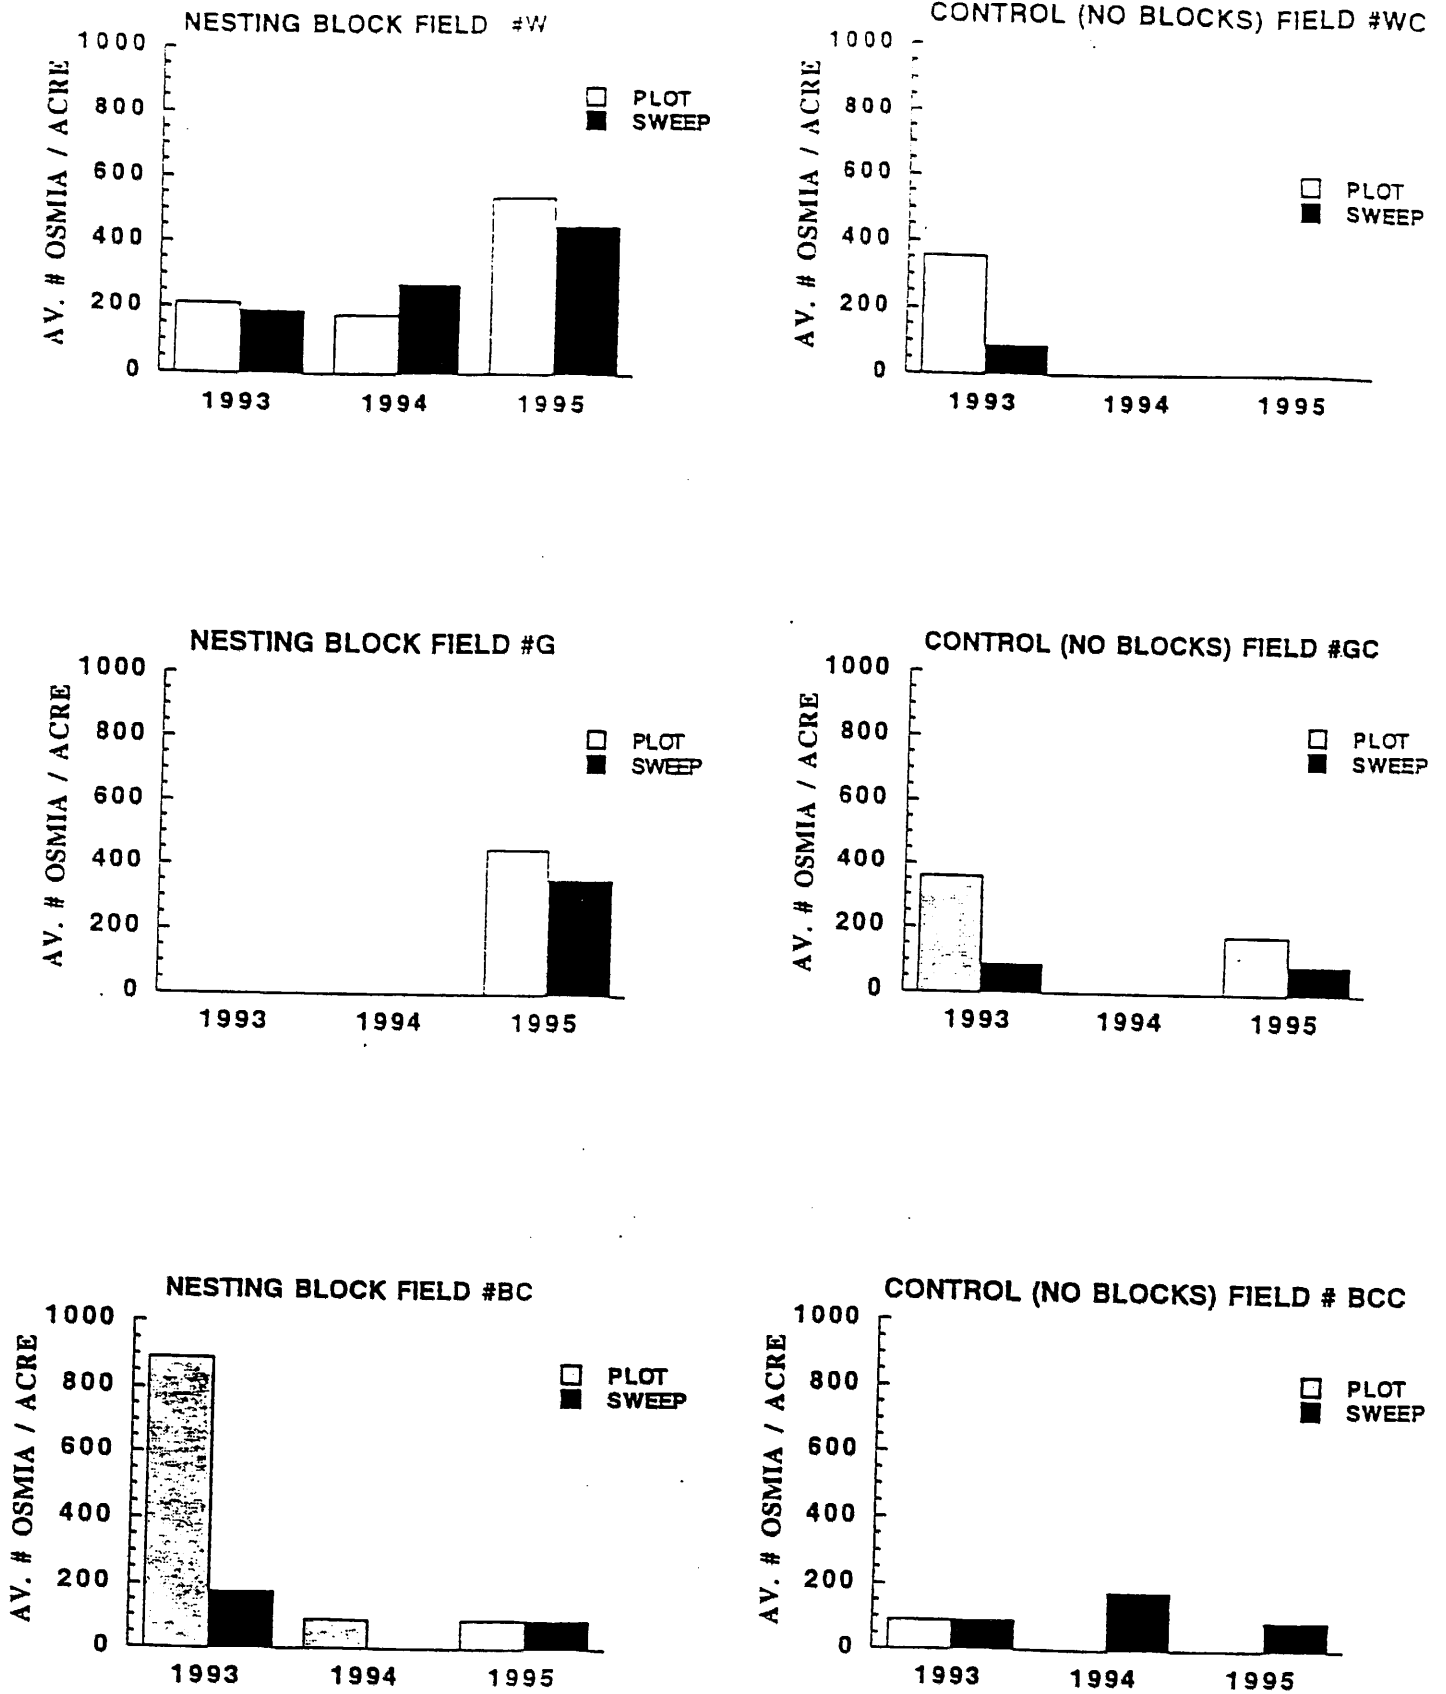 NESTING BLOCK FIELD #W
1000
800
600
400
200
0
AV. # OSMIA / ACRE
PLOT
SWEEP
1993 1994 1995
CONTROL (NO BLOCKS) FIELD #WC
1000
800
600
400
200
0
AV. # OSMIA / ACRE
PLOT
SWEEP
1993 1994 1995
NESTING BLOCK FIELD #G
1000
800
600
400
200
0
AV. # OSMIA / ACRE
PLOT
SWEEP
1993 1994 1995
CONTROL (NO BLOCKS) FIELD #GC
1000
800
600
400
200
0
AV. # OSMIA / ACRE
PLOT
SWEEP
1993 1994 1995
NESTING BLOCK FIELD #BC
1000
800
600
400
200
0
AV. # OSMIA / ACRE
PLOT
SWEEP
1993 1994 1995
CONTROL (NO BLOCKS) FIELD # BCC
1000
800
600
400
200
0
AV. # OSMIA / ACRE
PLOT
SWEEP
1993 1994 1995